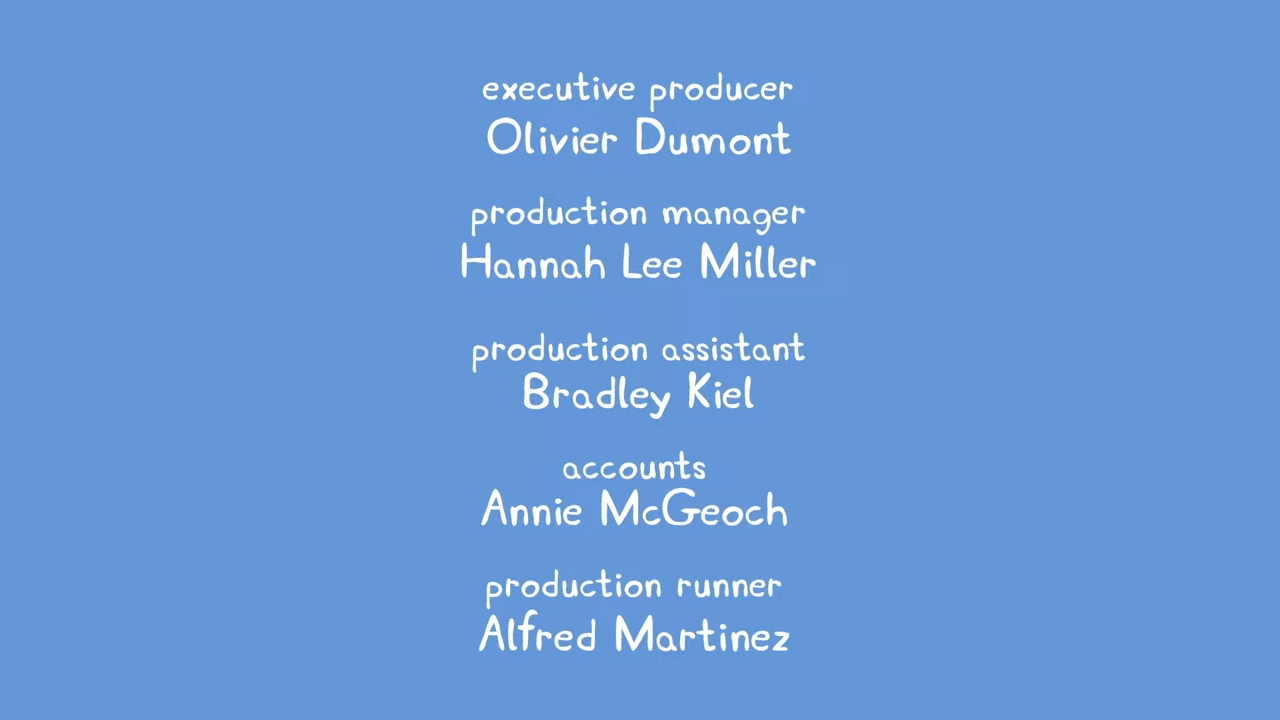 executive producer
Olivier Dumont
production manager
Hannah Lee Miller
production assistant
Bradley Kiel
accounts
Annie McGeoch
production runner
Alfred Martinez